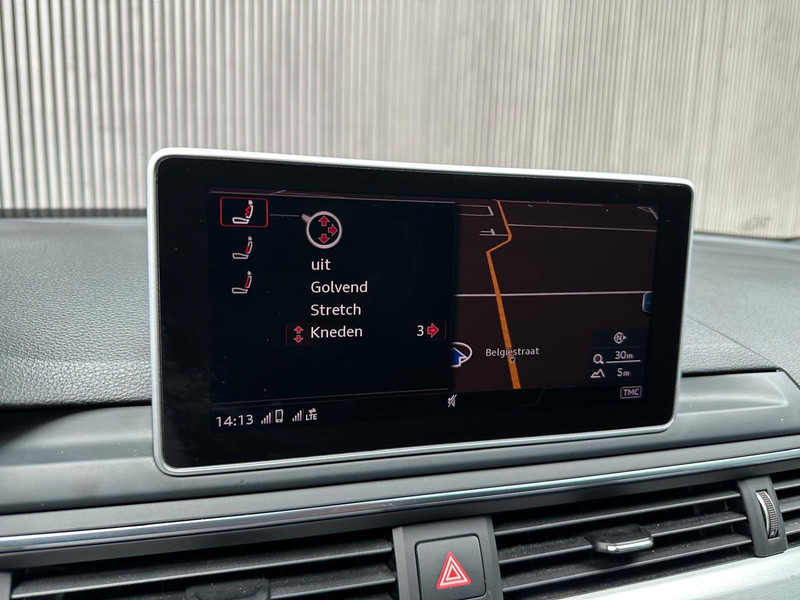 uit
Golvend
Stretch
Kneden 3
Belgiestraat
N
30m
5m
TMC
14:13 LTE